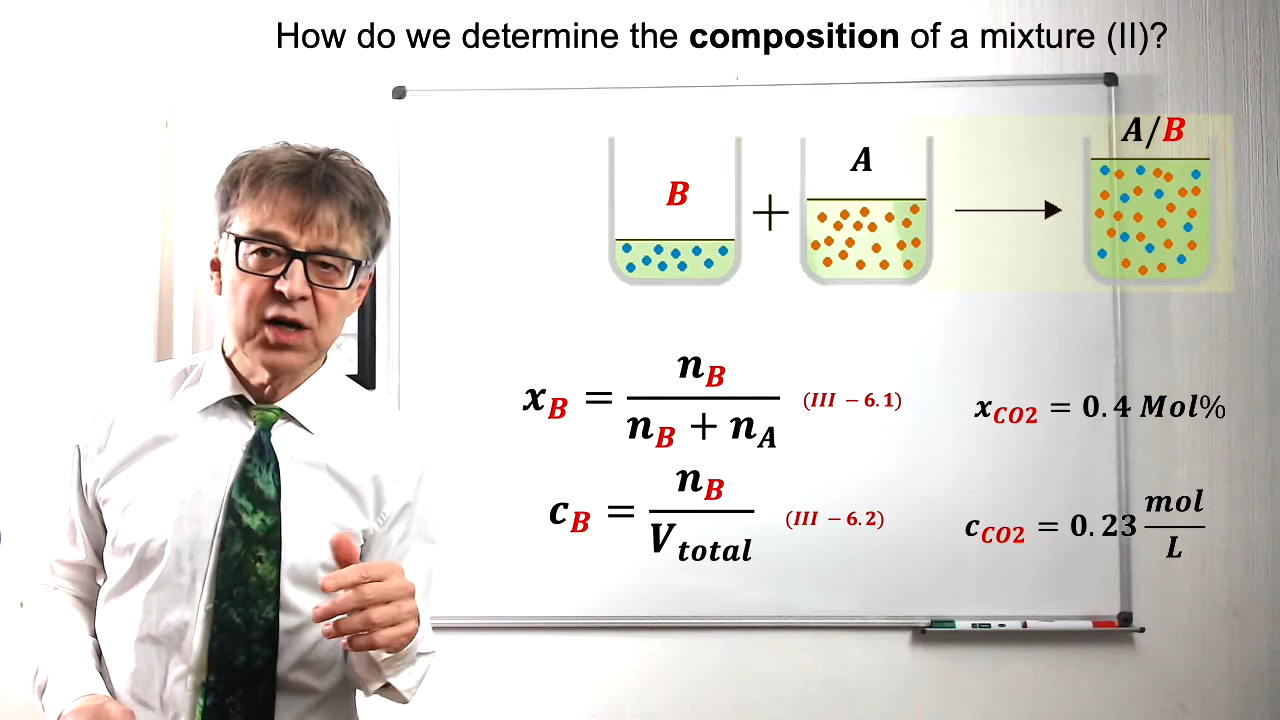 How do we determine the composition of a mixture (II)?
B + A → A/B
x_B = n_B / (n_B + n_A) (III − 6.1) x_CO2 = 0.4 Mol%
c_B = n_B / V_total (III − 6.2) c_CO2 = 0.23 mol/L